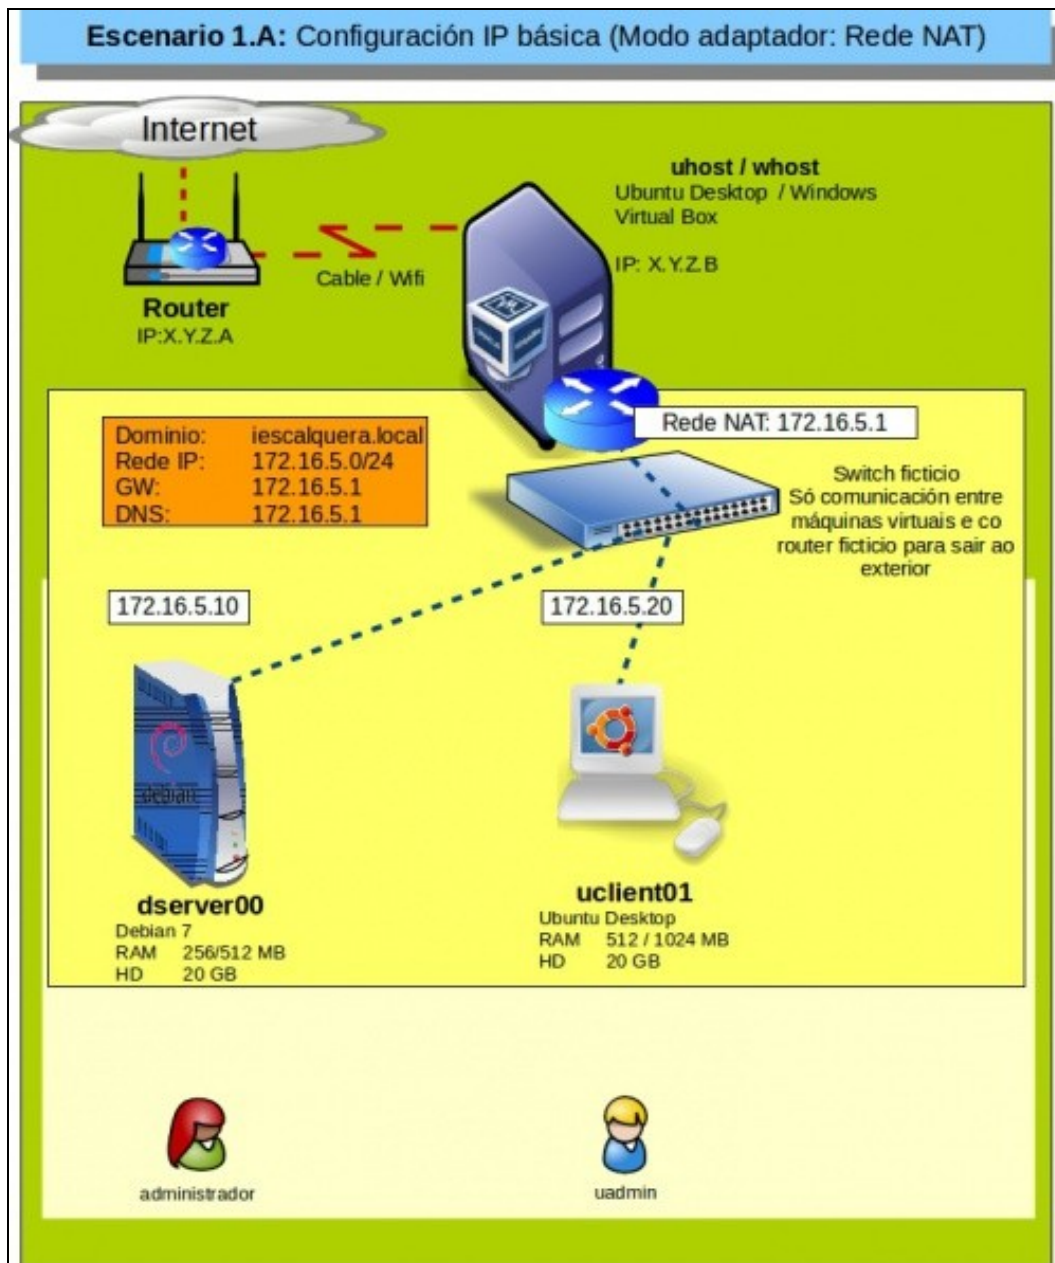 Escenario 1.A: Configuración IP básica (Modo adaptador: Rede NAT)
Internet
uhost / whost
Ubuntu Desktop / Windows
Virtual Box
IP: X.Y.Z.B
Cable / Wifi
Router
IP:X.Y.Z.A
Rede NAT: 172.16.5.1
Dominio: iescalquera.local
Rede IP: 172.16.5.0/24
GW: 172.16.5.1
DNS: 172.16.5.1
Switch ficticio
Só comunicación entre
máquinas virtuais e co
router ficticio para sair ao
exterior
172.16.5.10
172.16.5.20
debian
dserver00
Debian 7
RAM 256/512 MB
HD 20 GB
uclient01
Ubuntu Desktop
RAM 512 / 1024 MB
HD 20 GB
administrador
uadmin